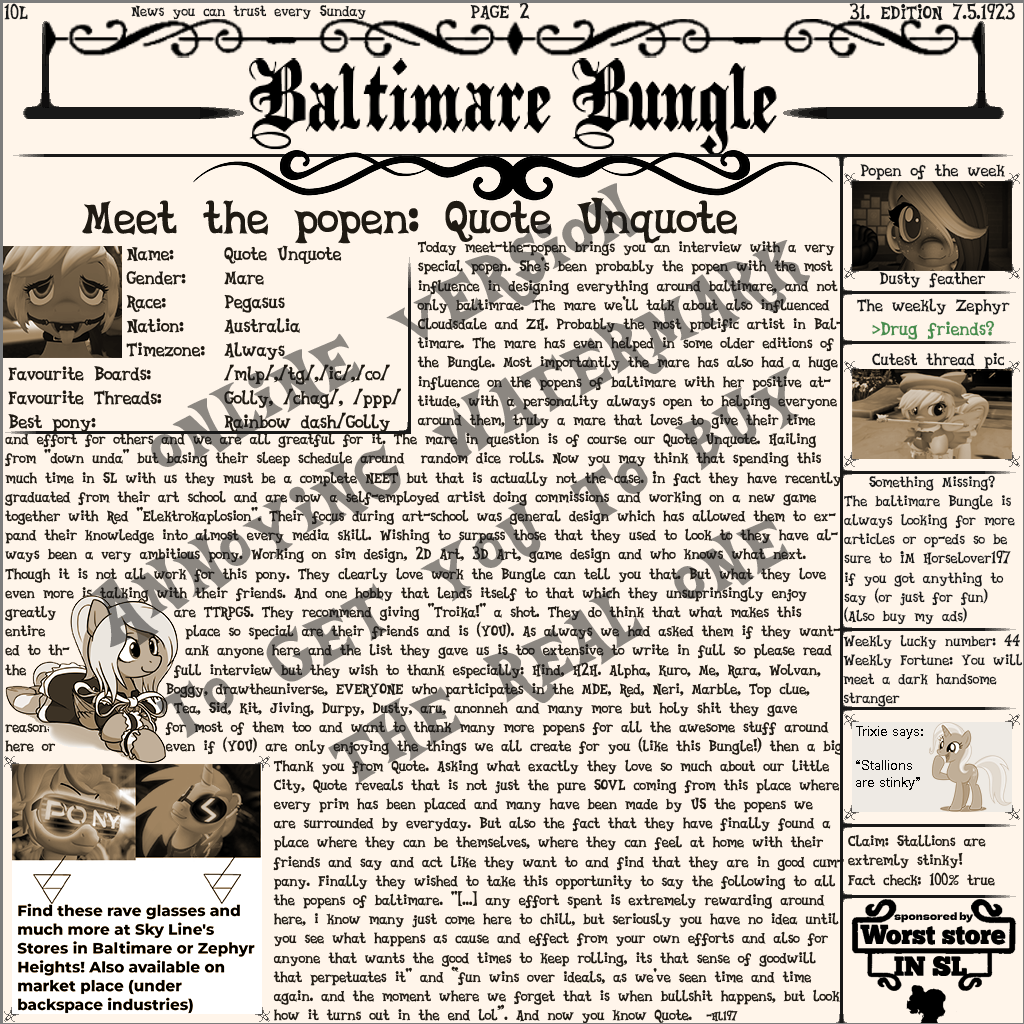 10L
News you can trust every Sunday
PAGE 2
31. EDITION 7.5.1923
Baltimare Bungle
Meet the popen: Quote Unquote
Name: Quote Unquote
Gender: Mare
Race: Pegasus
Nation: Australia
Timezone: Always
Favourite Boards: /mlp/,/tg/,/ic/,/co/
Favourite Threads: Golly, /chag/, /ppp/
Best pony: Rainbow dash/Golly
Today meet-the-popen brings you an interview with a very
special popen. She's been probably the popen with the most
influence in designing everything around baltimare, and not
only baltimrae. The mare we'll talk about also influenced
Cloudsdale and ZH. Probably the most prolific artist in Bal-
timare. The mare has even helped in some older editions of
the Bungle. Most importantly the mare has also had a huge
influence on the popens of baltimare with her positive at-
titude, with a personality always open to helping everyone
around them, truly a mare that loves to give their time
and effort for others and we are all greatful for it. The mare in question is of course our Quote Unquote. Hailing
from "down unda" but basing their sleep schedule around random dice rolls. Now you may think that spending this
much time in SL with us they must be a complete NEET but that is actually not the case. In fact they have recently
graduated from their art school and are now a self-employed artist doing commissions and working on a new game
together with Red "Elektrokaplosion". Their focus during art-school was general design which has allowed them to ex-
pand their knowledge into almost every media skill. Wishing to surpass those that they used to look at they have al-
ways been a very ambitious pony. Working on sim design, 2D Art, 3D Art, game design and who knows what next.
Though it is not all work for this pony. They clearly love work the Bungle can tell you that. But what they love
even more is talking with their friends. And one hobby that lends itself to that which they unsuprinsingly enjoy
greatly are TTRPGS. They recommend giving "Troika!" a shot. They do think that what makes this
entire place so special are their friends and is (YOU). As always we had asked them if they want-
ed to th- ank anyone here and the list they gave us is too extensive to write in full so please read
the full interview but they wish to thank especially: Kind, HZH, Alpha, Kuro, Me, Rara, Wolvan,
Boggy, drawtheuniverse, EVERYONE who participates in the MDE, Red, Neri, Marble, Top clue,
Tea, Sid, Kit, Jiving, Durpy, Dusty, aru, anonneh and many more but holy shit they gave
reason for most of them too and want to thank many more popens for all the awesome stuff around
here or even if (YOU) are only enjoying the things we all create for you (like this Bungle!) then a big
Thank you from Quote. Asking what exactly they love so much about our little
City, Quote reveals that is not just the pure SOVL coming from this place where
every prim has been placed and many have been made by US the popens we
are surrounded by everyday. But also the fact that they have finally found a
place where they can be themselves, where they can feel at home with their
friends and say and act like they want to and find that they are in good cum-
pany. Finally they wished to take this opportunity to say the following to all
the popens of baltimare. "[...] any effort spent is extremely rewarding around
here, i know many just come here to chill, but seriously you have no idea until
you see what happens as cause and effect from your own efforts and also for
anyone that wants the good times to keep rolling, its that sense of goodwill
that perpetuates it" and "fun wins over ideals, as we've seen time and time
again. and the moment where we forget that is when bullshit happens, but look
how it turns out in the end lol". And now you know Quote. -HL197
PONY
Find these rave glasses and
much more at Sky Line's
Stores in Baltimare or Zephyr
Heights! Also available on
market place (under
backspace industries)
Popen of the week
Dusty feather
The weekly Zephyr
>Drug friends?
Cutest thread pic
Something Missing?
The baltimare Bungle is
always looking for more
articles or op-eds so be
sure to iM Horselover197
if you got anything to
say (or just for fun)
(Also buy my ads)
Weekly Lucky number: 44
Weekly Fortune: You will
meet a dark handsome
stranger
Trixie says:
"Stallions
are stinky"
Claim: Stallions are
extremly stinky!
Fact check: 100% true
sponsored by
Worst store
IN SL
ONLINE VERSION
ANNOYING WATERMARK
TO GET YOU TO BUY
THE REAL ONE